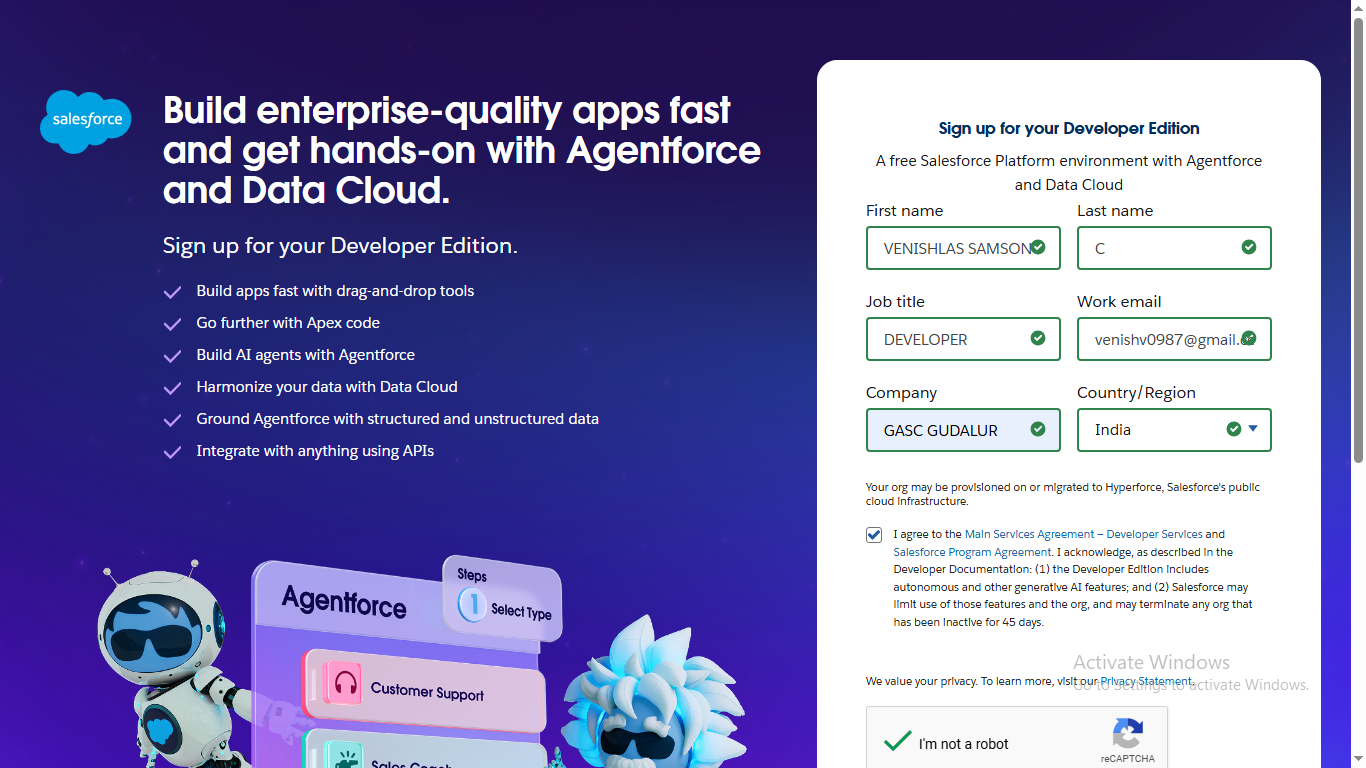 salesforce
Build enterprise-quality apps fast
and get hands-on with Agentforce
and Data Cloud.
Sign up for your Developer Edition.
Build apps fast with drag-and-drop tools
Go further with Apex code
Build AI agents with Agentforce
Harmonize your data with Data Cloud
Ground Agentforce with structured and unstructured data
Integrate with anything using APIs
Agentforce
Steps
1 Select Type
Customer Support
Sales Coach
Sign up for your Developer Edition
A free Salesforce Platform environment with Agentforce
and Data Cloud
First name Last name
VENISHLAS SAMSON C
Job title Work email
DEVELOPER venishv0987@gmail.
Company Country/Region
GASC GUDALUR India
Your org may be provisioned on or migrated to Hyperforce, Salesforce's public
cloud infrastructure.
I agree to the Main Services Agreement – Developer Services and
Salesforce Program Agreement. I acknowledge, as described in the
Developer Documentation: (1) the Developer Edition includes
autonomous and other generative AI features; and (2) Salesforce may
limit use of those features and the org, and may terminate any org that
has been inactive for 45 days.
Activate Windows
Go to Settings to activate Windows.
We value your privacy. To learn more, visit our Privacy Statement.
I'm not a robot
reCAPTCHA